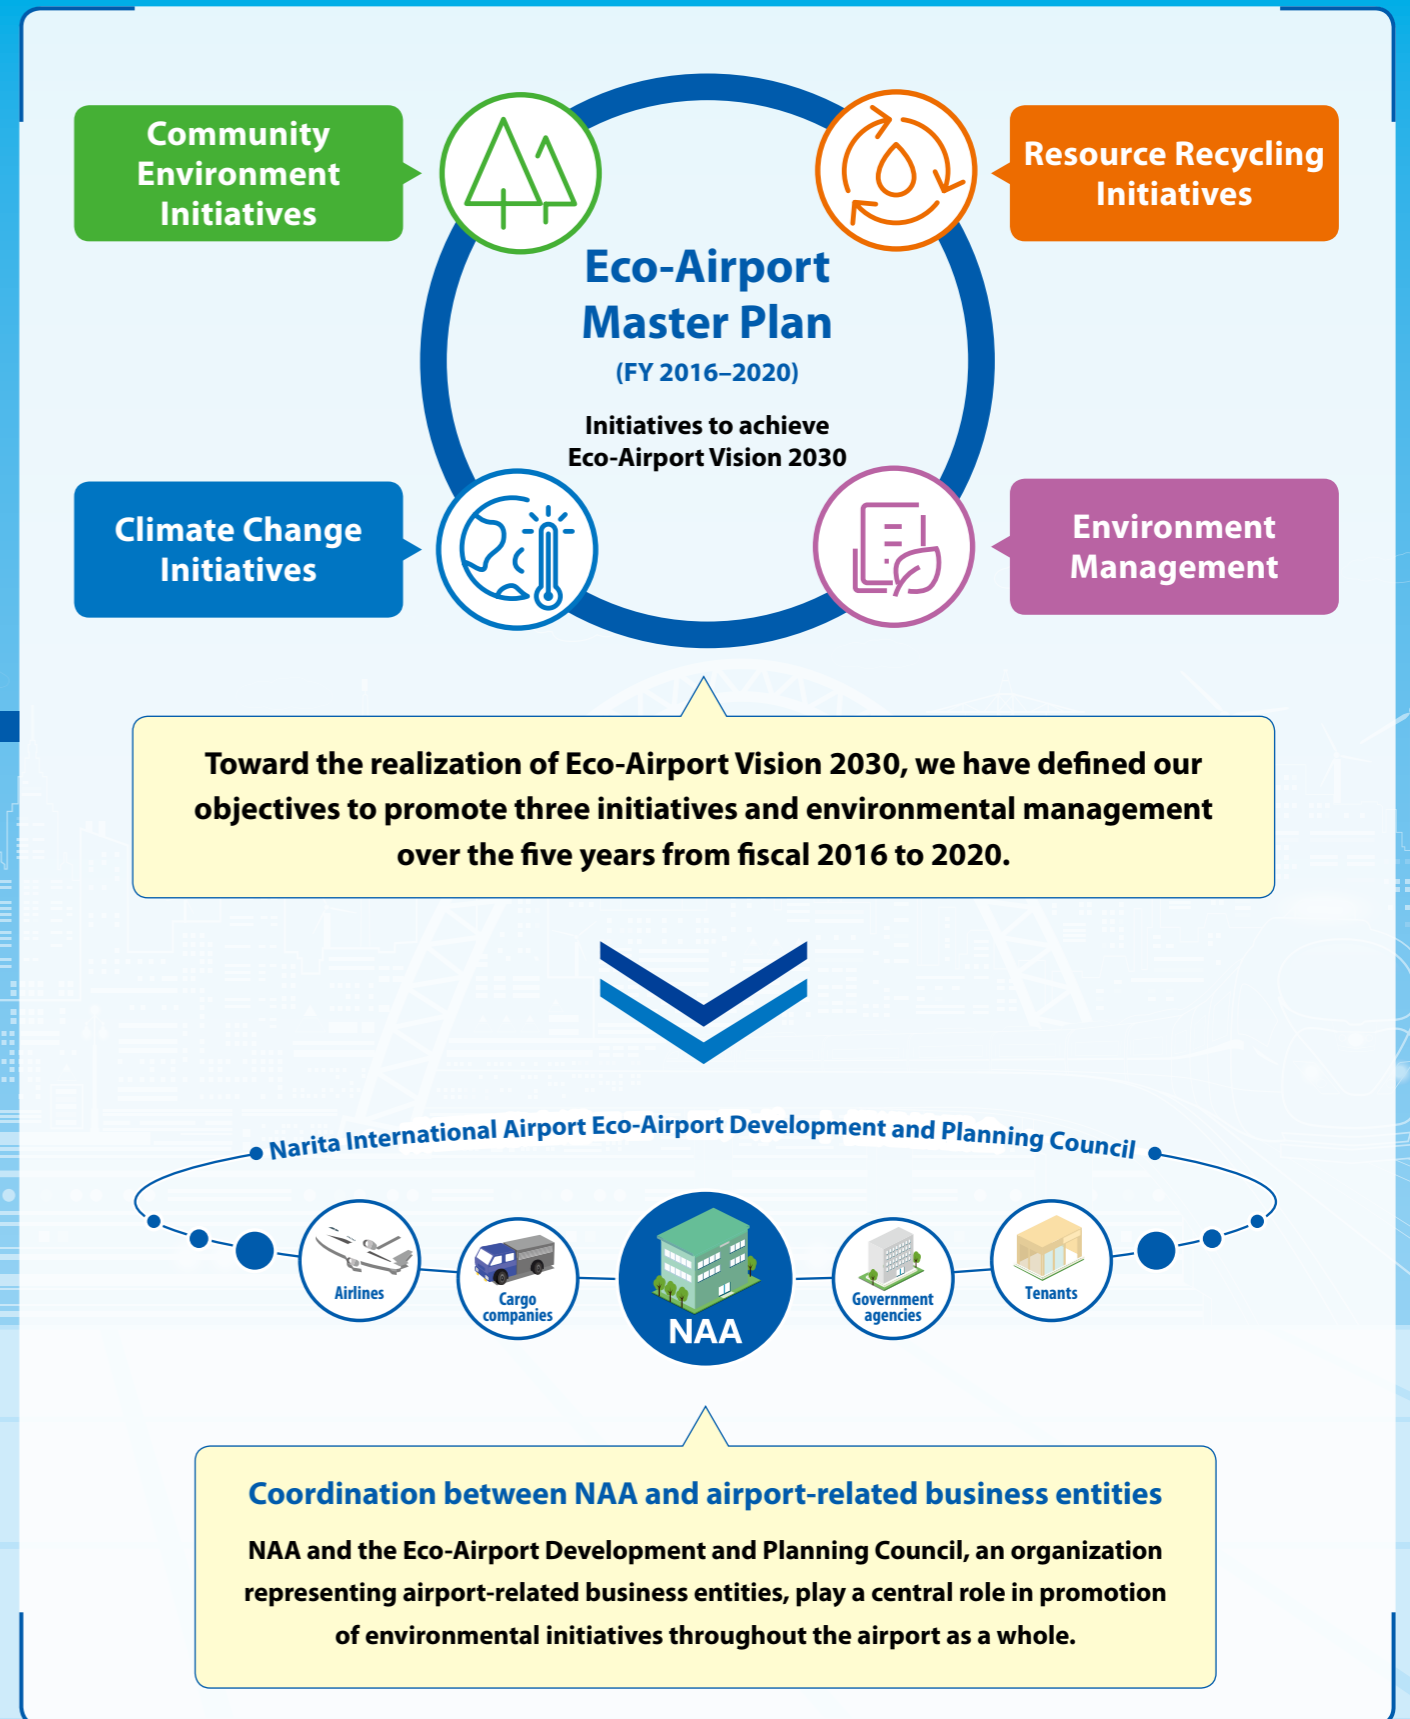 Community
Environment
Initiatives
Resource Recycling
Initiatives
Eco-Airport
Master Plan
(FY 2016–2020)
Initiatives to achieve
Eco-Airport Vision 2030
Climate Change
Initiatives
Environment
Management
Toward the realization of Eco-Airport Vision 2030, we have defined our
objectives to promote three initiatives and environmental management
over the five years from fiscal 2016 to 2020.
Narita International Airport Eco-Airport Development and Planning Council
Airlines
Cargo
companies
NAA
Government
agencies
Tenants
Coordination between NAA and airport-related business entities
NAA and the Eco-Airport Development and Planning Council, an organization
representing airport-related business entities, play a central role in promotion
of environmental initiatives throughout the airport as a whole.